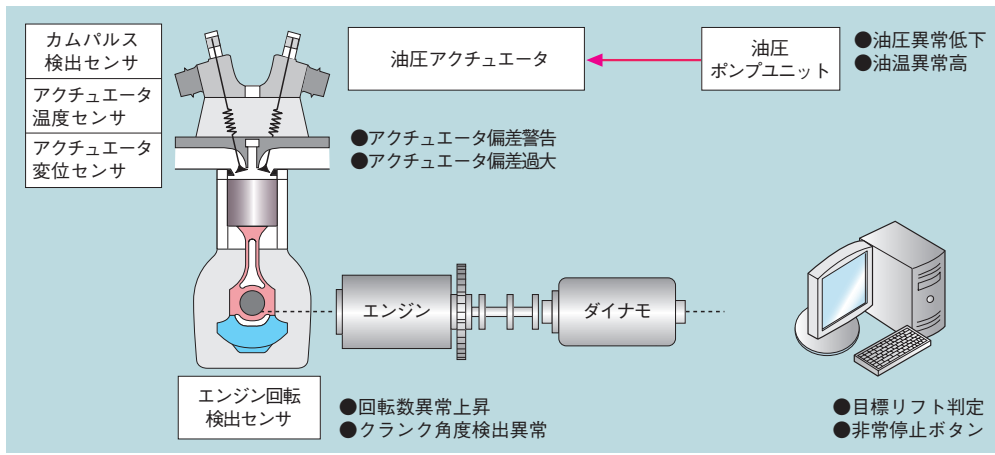 カムパルス
検出センサ
アクチュエータ
温度センサ
アクチュエータ
変位センサ
油圧アクチュエータ
油圧
ポンプユニット
●油圧異常低下
●油温異常高
●アクチュエータ偏差警告
●アクチュエータ偏差過大
エンジン
ダイナモ
エンジン回転
検出センサ
●回転数異常上昇
●クランク角度検出異常
●目標リフト判定
●非常停止ボタン